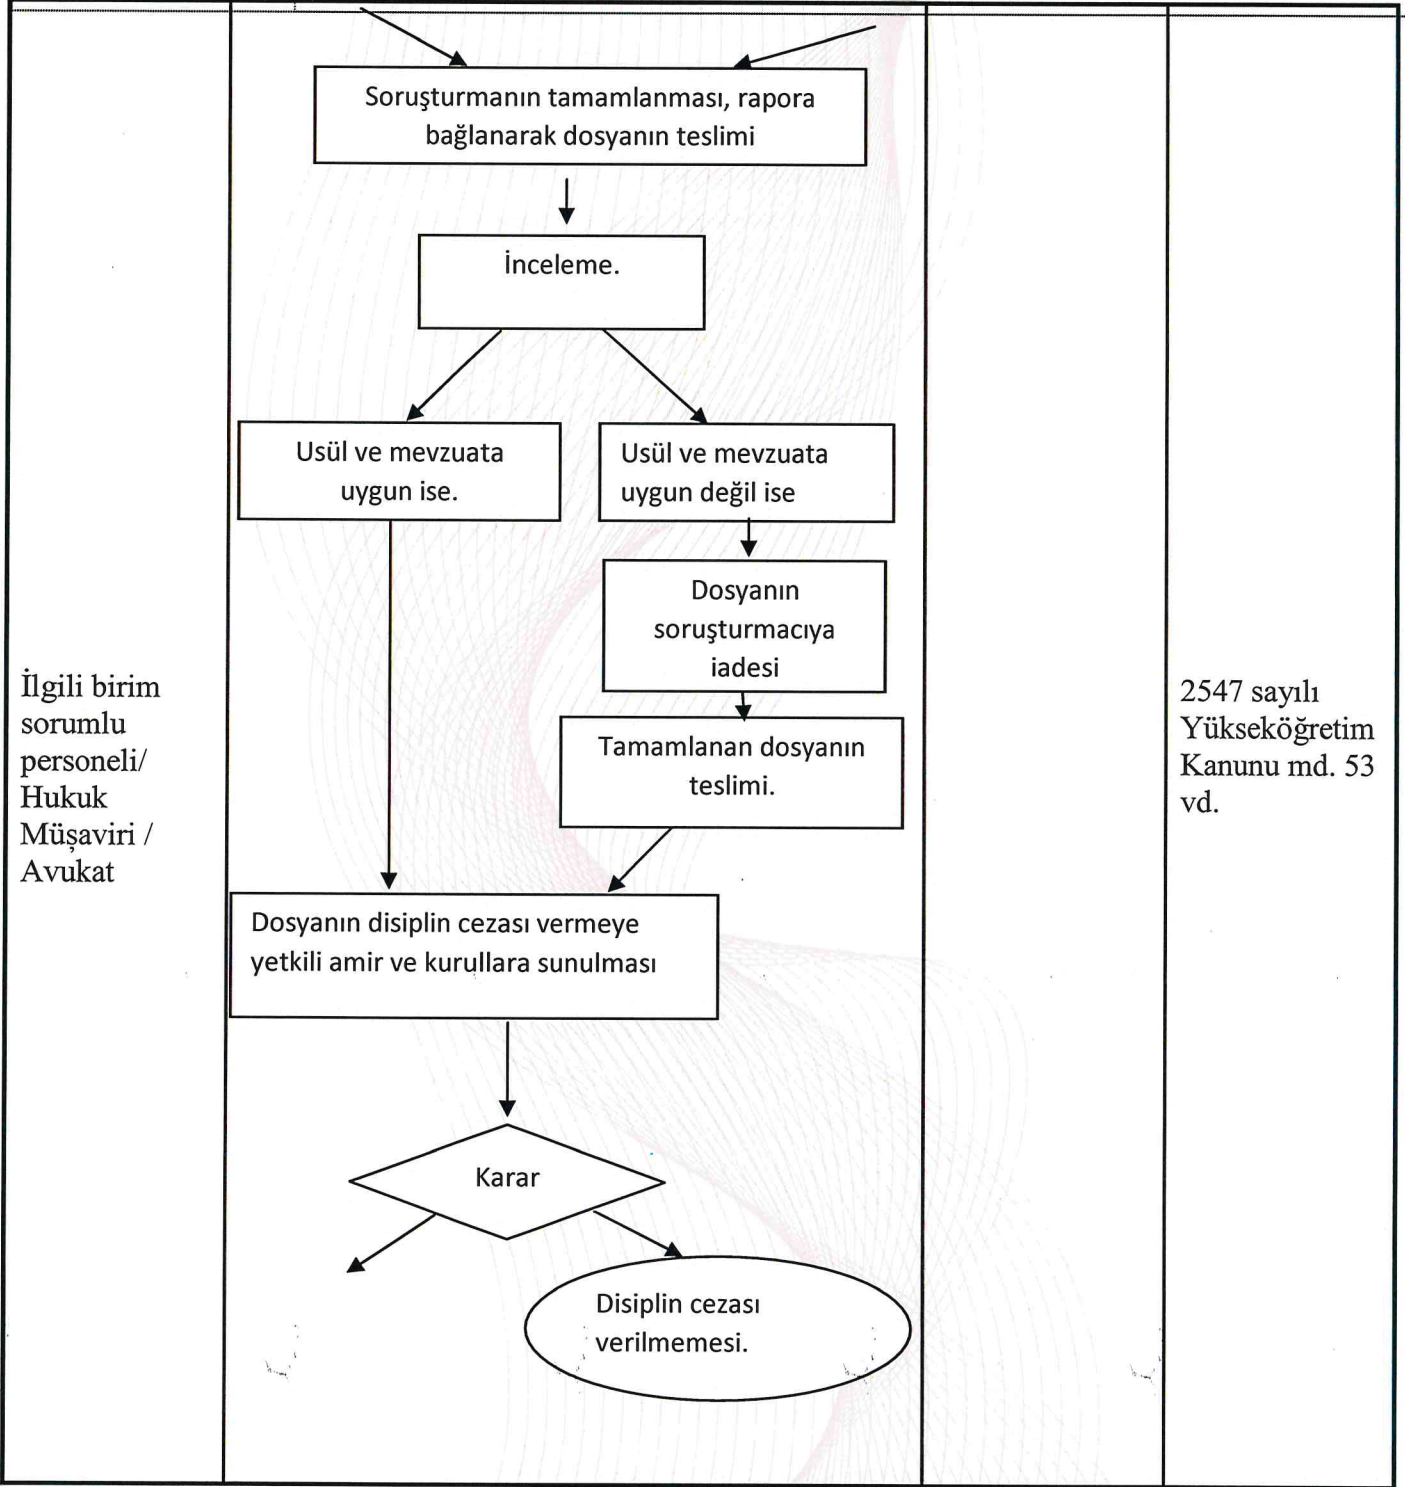 Soruşturmanın tamamlanması, rapora
bağlanarak dosyanın teslimi
İnceleme.
Usül ve mevzuata
uygun ise.
Usül ve mevzuata
uygun değil ise
Dosyanın
soruşturmacıya
iadesi
Tamamlanan dosyanın
teslimi.
İlgili birim
sorumlu
personeli/
Hukuk
Müşaviri /
Avukat
2547 sayılı
Yükseköğretim
Kanunu md. 53
vd.
Dosyanın disiplin cezası vermeye
yetkili amir ve kurullara sunulması
Karar
Disiplin cezası
verilmemesi.